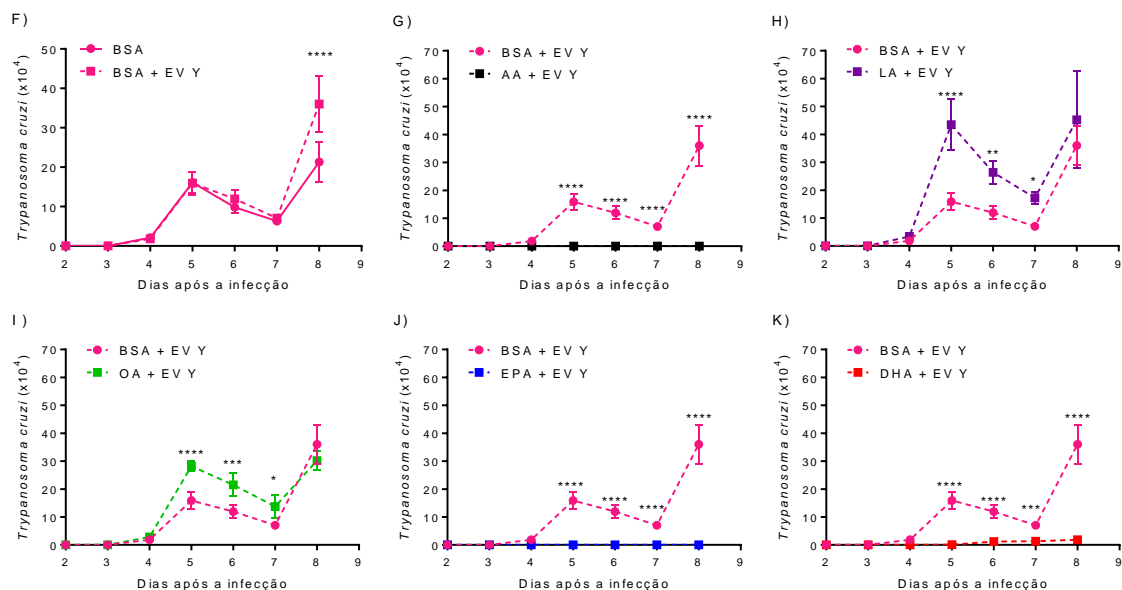 F)
BSA
BSA + EV Y
****
50
40
30
20
10
0
Trypanosoma cruzi (x10⁴)
2 3 4 5 6 7 8 9
Dias após a infecção
G)
BSA + EV Y
AA + EV Y
**** **** **** ****
70
60
50
40
30
20
10
0
Trypanosoma cruzi (x10⁴)
2 3 4 5 6 7 8 9
Dias após a infecção
H)
BSA + EV Y
LA + EV Y
**** ** *
70
60
50
40
30
20
10
0
Trypanosoma cruzi (x10⁴)
2 3 4 5 6 7 8 9
Dias após a infecção
I)
BSA + EV Y
OA + EV Y
**** *** *
70
60
50
40
30
20
10
0
Trypanosoma cruzi (x10⁴)
2 3 4 5 6 7 8 9
Dias após a infecção
J)
BSA + EV Y
EPA + EV Y
**** **** **** ****
70
60
50
40
30
20
10
0
Trypanosoma cruzi (x10⁴)
2 3 4 5 6 7 8 9
Dias após a infecção
K)
BSA + EV Y
DHA + EV Y
**** **** *** ****
70
60
50
40
30
20
10
0
Trypanosoma cruzi (x10⁴)
2 3 4 5 6 7 8 9
Dias após a infecção